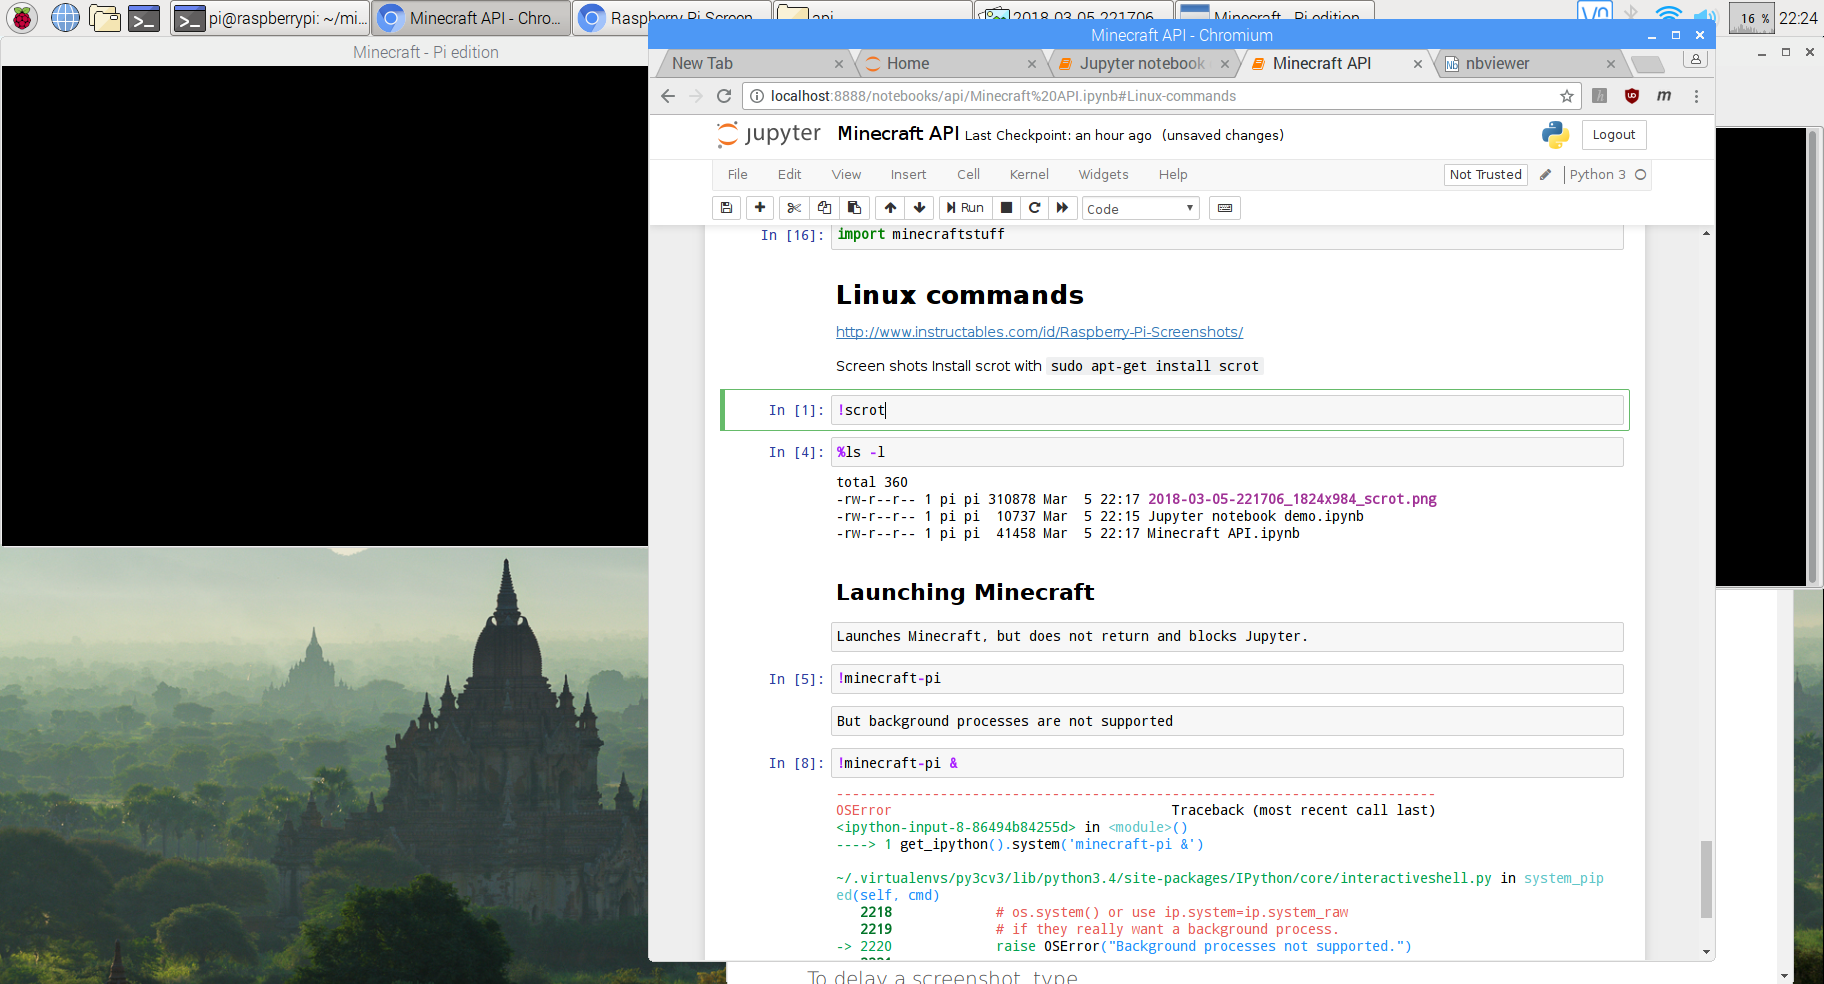 pi@raspberrypi: ~/mi...
Minecraft API - Chro...
Raspberry Pi Screen
api
2018-03-05-221706
Minecraft - Pi edition
16 %
22:24
Minecraft - Pi edition
Minecraft API - Chromium
New Tab
Home
Jupyter notebook
Minecraft API
nbviewer
localhost:8888/notebooks/api/Minecraft%20API.ipynb#Linux-commands
jupyter Minecraft API Last Checkpoint: an hour ago (unsaved changes)
Logout
File Edit View Insert Cell Kernel Widgets Help
Not Trusted
Python 3
Run
Code
In [16]: import minecraftstuff
Linux commands
http://www.instructables.com/id/Raspberry-Pi-Screenshots/
Screen shots Install scrot with sudo apt-get install scrot
In [1]: !scrot
In [4]: %ls -l
total 360
-rw-r--r-- 1 pi pi 310878 Mar  5 22:17 2018-03-05-221706_1824x984_scrot.png
-rw-r--r-- 1 pi pi  10737 Mar  5 22:15 Jupyter notebook demo.ipynb
-rw-r--r-- 1 pi pi  41458 Mar  5 22:17 Minecraft API.ipynb
Launching Minecraft
Launches Minecraft, but does not return and blocks Jupyter.
In [5]: !minecraft-pi
But background processes are not supported
In [8]: !minecraft-pi &
---------------------------------------------------------------------------
OSError                                   Traceback (most recent call last)
<ipython-input-8-86494b84255d> in <module>()
----> 1 get_ipython().system('minecraft-pi &')
~/.virtualenvs/py3cv3/lib/python3.4/site-packages/IPython/core/interactiveshell.py in system_pip
ed(self, cmd)
2218             # os.system() or use ip.system=ip.system_raw
2219             # if they really want a background process.
-> 2220             raise OSError("Background processes not supported.")
To delay a screenshot, type